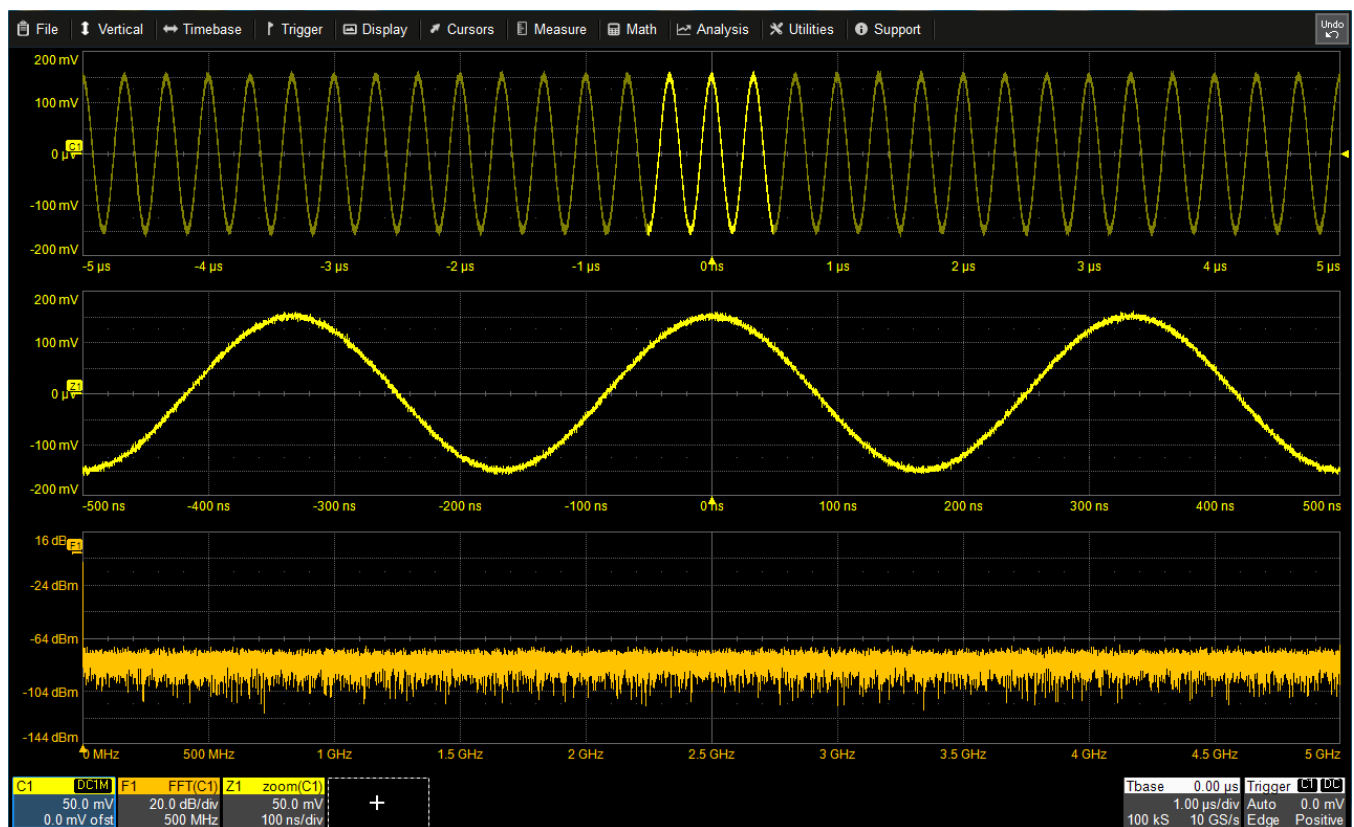 File Vertical Timebase Trigger Display Cursors Measure Math Analysis Utilities Support Undo
200 mV
100 mV
C1
0 µV
-100 mV
-200 mV
-5 µs -4 µs -3 µs -2 µs -1 µs 0 ns 1 µs 2 µs 3 µs 4 µs 5 µs
200 mV
100 mV
Z1
0 µV
-100 mV
-200 mV
-500 ns -400 ns -300 ns -200 ns -100 ns 0 ns 100 ns 200 ns 300 ns 400 ns 500 ns
16 dB F1
-24 dBm
-64 dBm
-104 dBm
-144 dBm
0 MHz 500 MHz 1 GHz 1.5 GHz 2 GHz 2.5 GHz 3 GHz 3.5 GHz 4 GHz 4.5 GHz 5 GHz
C1 DC1M F1 FFT(C1) Z1 zoom(C1) Tbase 0.00 µs Trigger C1 DC
50.0 mV 20.0 dB/div 50.0 mV + 1.00 µs/div Auto 0.0 mV
0.0 mV ofst 500 MHz 100 ns/div 100 kS 10 GS/s Edge Positive